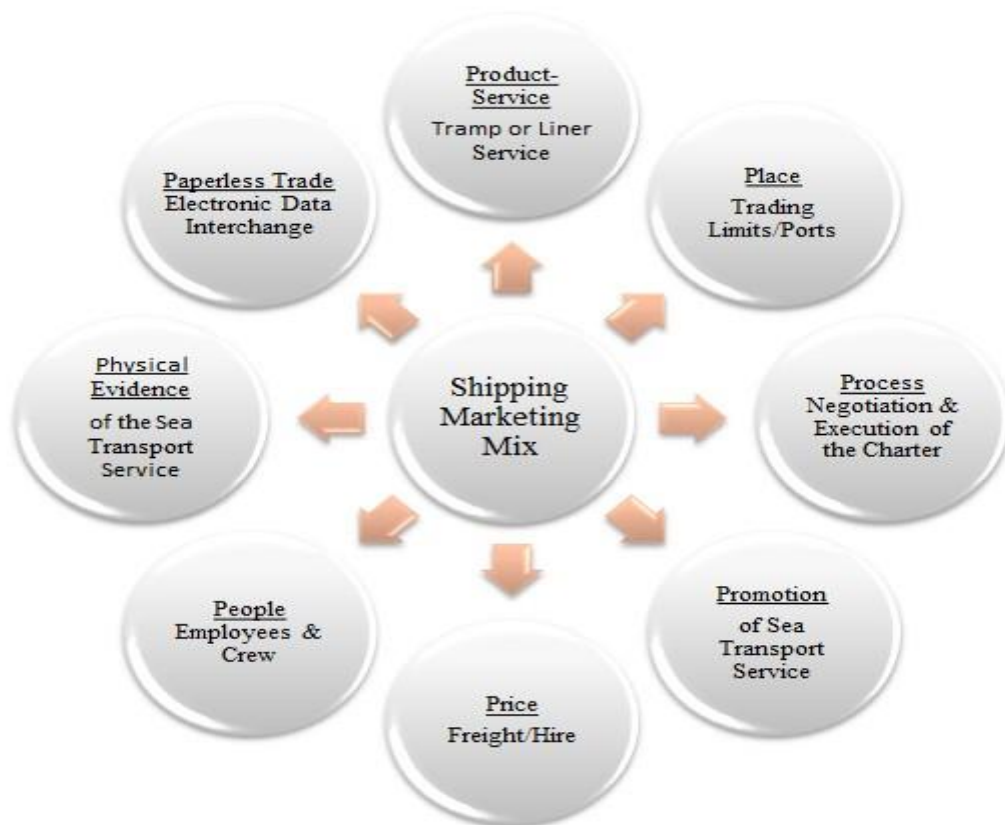 Product-
Service
Tramp or Liner
Service
Place
Trading
Limits/Ports
Process
Negotiation &
Execution of
the Charter
Promotion
of Sea
Transport
Service
Price
Freight/Hire
People
Employees &
Crew
Physical
Evidence
of the Sea
Transport
Service
Paperless Trade
Electronic Data
Interchange
Shipping
Marketing
Mix